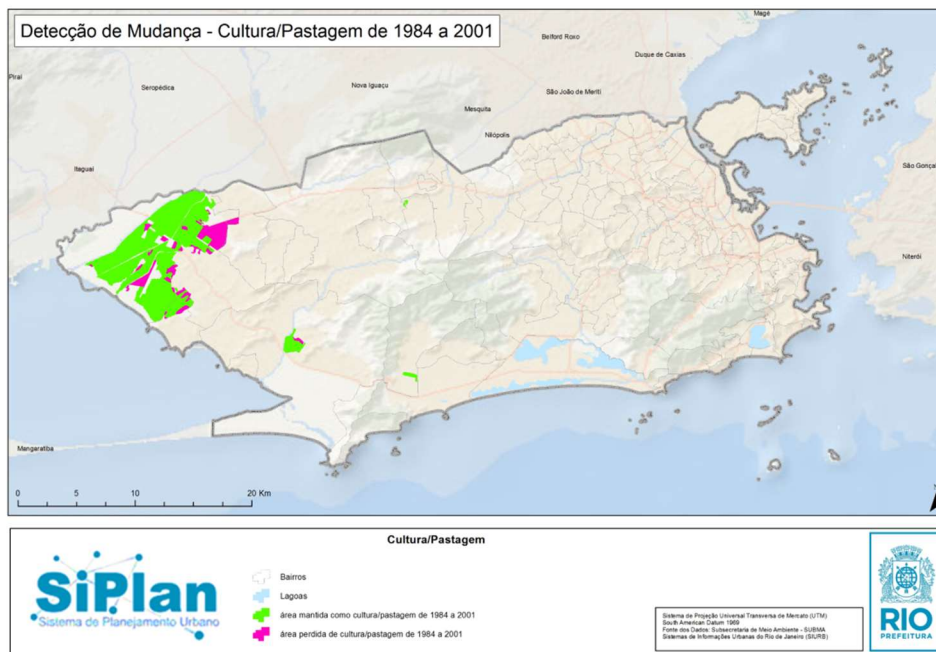 Detecção de Mudança - Cultura/Pastagem de 1984 a 2001
Magé
Belford Roxo
Duque de Caxias
Piraí
Seropédica
Nova Iguaçu
São João de Meriti
Mesquita
Nilópolis
Itaguaí
São Gonçal
Niterói
Mangaratiba
0 5 10 20 Km
Cultura/Pastagem
SiPlan
Sistema de Planejamento Urbano
Bairros
Lagoas
área mantida como cultura/pastagem de 1984 a 2001
área perdida de cultura/pastagem de 1984 a 2001
Sistema de Projeção Universal Transversa de Mercato (UTM)
South American Datum 1969
Fonte dos Dados: Subsecretaria de Meio Ambiente - SUBMA
Sistemas de Informações Urbanas do Rio de Janeiro (SIURB)
RIO
PREFEITURA